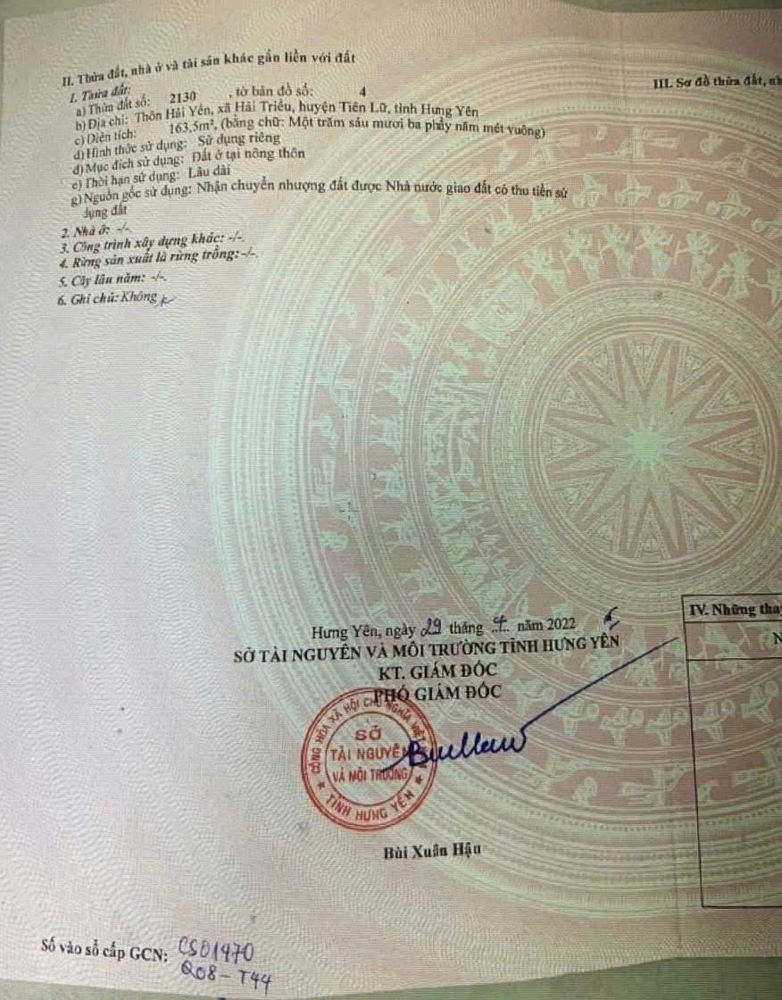 II. Thửa đất, nhà ở và tài sản khác gắn liền với đất
1. Thửa đất:
a) Thửa đất số: 2130 , tờ bản đồ số: 4
b) Địa chỉ: Thôn Hải Yến, xã Hải Triều, huyện Tiên Lữ, tỉnh Hưng Yên
c) Diện tích: 163,5m², (bằng chữ: Một trăm sáu mươi ba phẩy năm mét vuông)
d) Hình thức sử dụng: Sử dụng riêng
đ) Mục đích sử dụng: Đất ở tại nông thôn
e) Thời hạn sử dụng: Lâu dài
g) Nguồn gốc sử dụng: Nhận chuyển nhượng đất được Nhà nước giao đất có thu tiền sử
dụng đất
2. Nhà ở: -/-.
3. Công trình xây dựng khác: -/-.
4. Rừng sản xuất là rừng trồng: -/-.
5. Cây lâu năm: -/-.
6. Ghi chú: Không
III. Sơ đồ thửa đất, nh
Hưng Yên, ngày 29 tháng 4 năm 2022
SỞ TÀI NGUYÊN VÀ MÔI TRƯỜNG TỈNH HƯNG YÊN
KT. GIÁM ĐỐC
PHÓ GIÁM ĐỐC
CỘNG HÒA XÃ HỘI CHỦ NGHĨA VIỆT
SỞ
TÀI NGUYÊN
VÀ MÔI TRƯỜNG
TỈNH HƯNG YÊN
Bùi Xuân Hậu
IV. Những tha
N
Số vào sổ cấp GCN: CS01470
Q08-T44